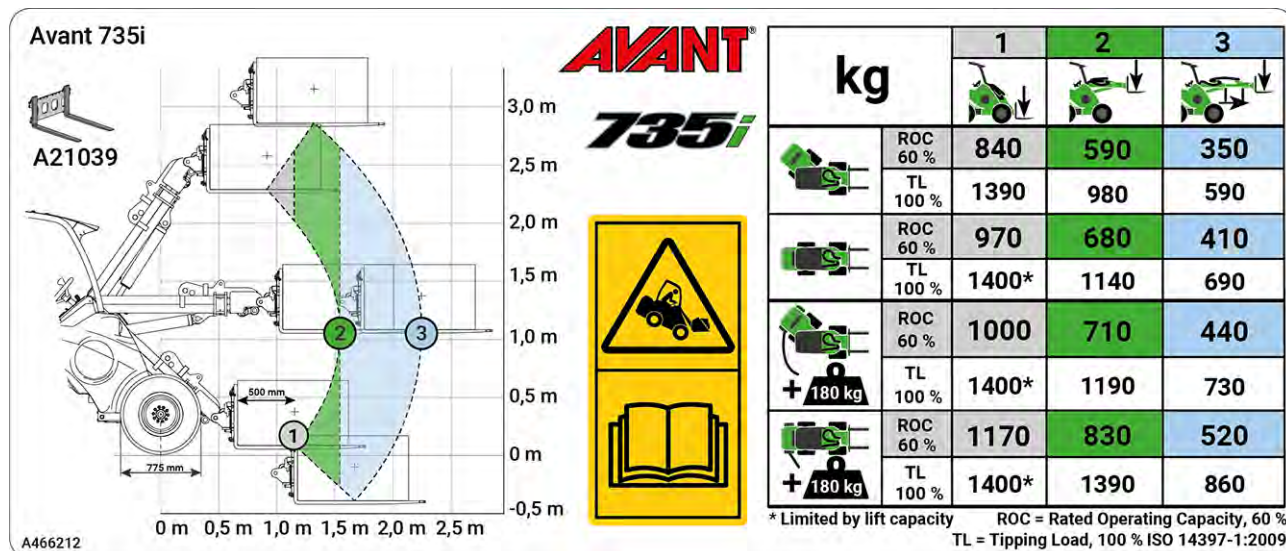 Avant 735i
A21039
3,0 m
2,5 m
2,0 m
1,5 m
1,0 m
0,5 m
0 m
-0,5 m
500 mm
775 mm
1
2
3
0 m 0,5 m 1,0 m 1,5 m 2,0 m 2,5 m
A466212
AVANT®
735i
kg
1 2 3
ROC 60 % 840 590 350
TL 100 % 1390 980 590
ROC 60 % 970 680 410
TL 100 % 1400* 1140 690
ROC 60 % 1000 710 440
+ 180 kg TL 100 % 1400* 1190 730
ROC 60 % 1170 830 520
+ 180 kg TL 100 % 1400* 1390 860
* Limited by lift capacity ROC = Rated Operating Capacity, 60 %
TL = Tipping Load, 100 % ISO 14397-1:2009